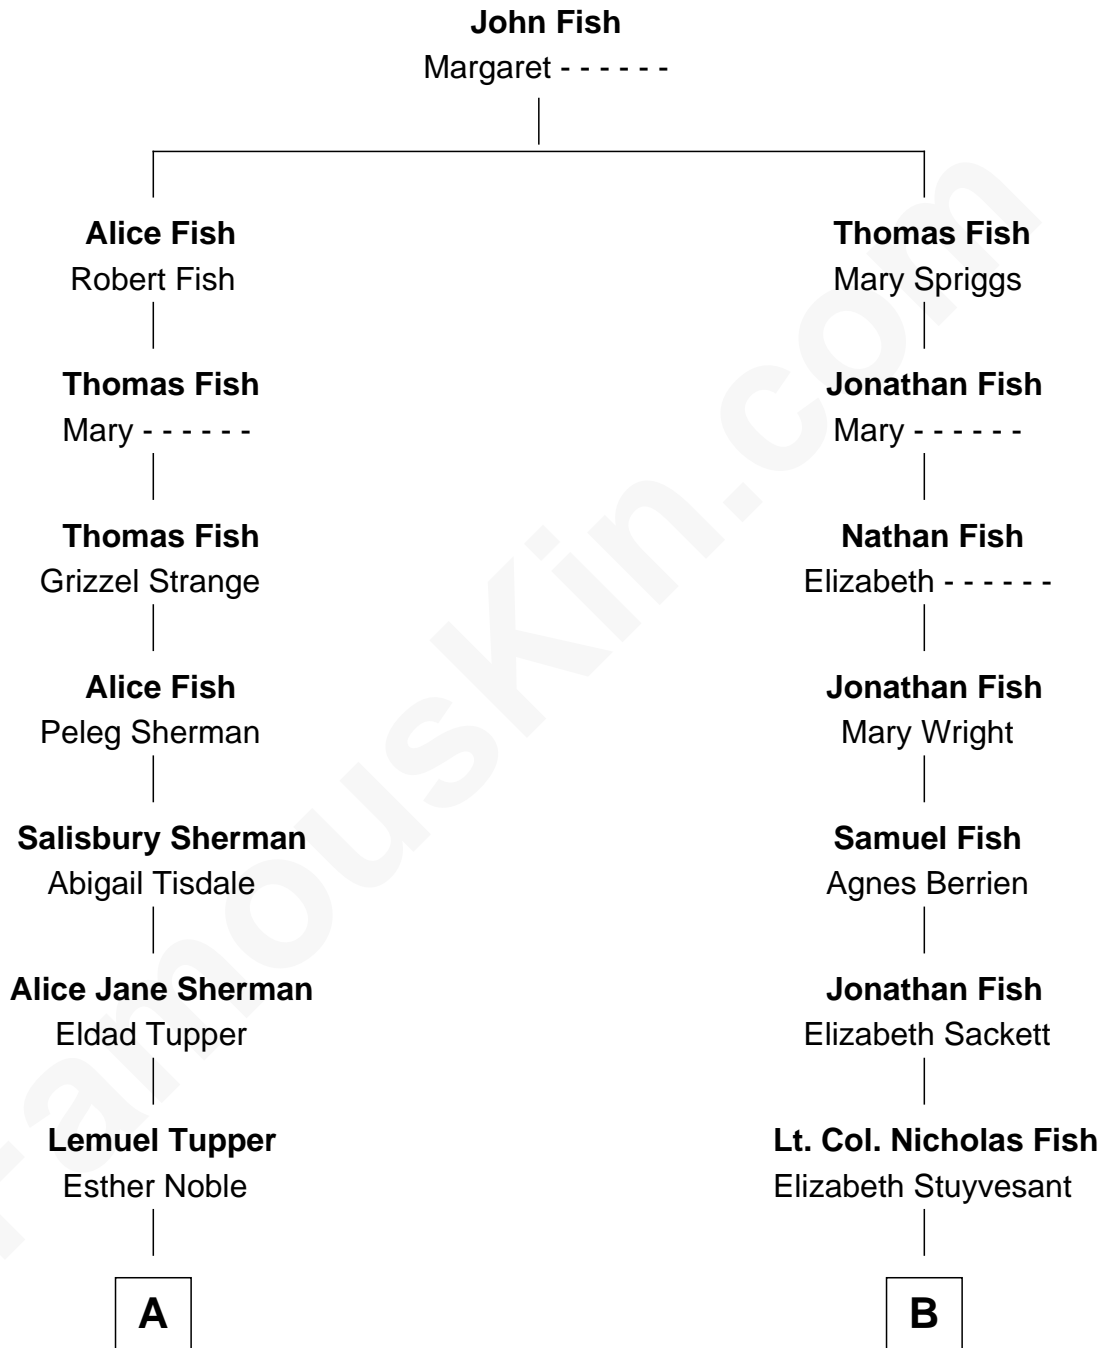 John Fish
Margaret - - - - - -
Alice Fish
Robert Fish
Thomas Fish
Mary Spriggs
Thomas Fish
Mary - - - - - -
Jonathan Fish
Mary - - - - - -
Thomas Fish
Grizzel Strange
Nathan Fish
Elizabeth - - - - - -
Alice Fish
Peleg Sherman
Jonathan Fish
Mary Wright
Salisbury Sherman
Abigail Tisdale
Samuel Fish
Agnes Berrien
Alice Jane Sherman
Eldad Tupper
Jonathan Fish
Elizabeth Sackett
Lemuel Tupper
Esther Noble
Lt. Col. Nicholas Fish
Elizabeth Stuyvesant
A
B
FamousKin.com